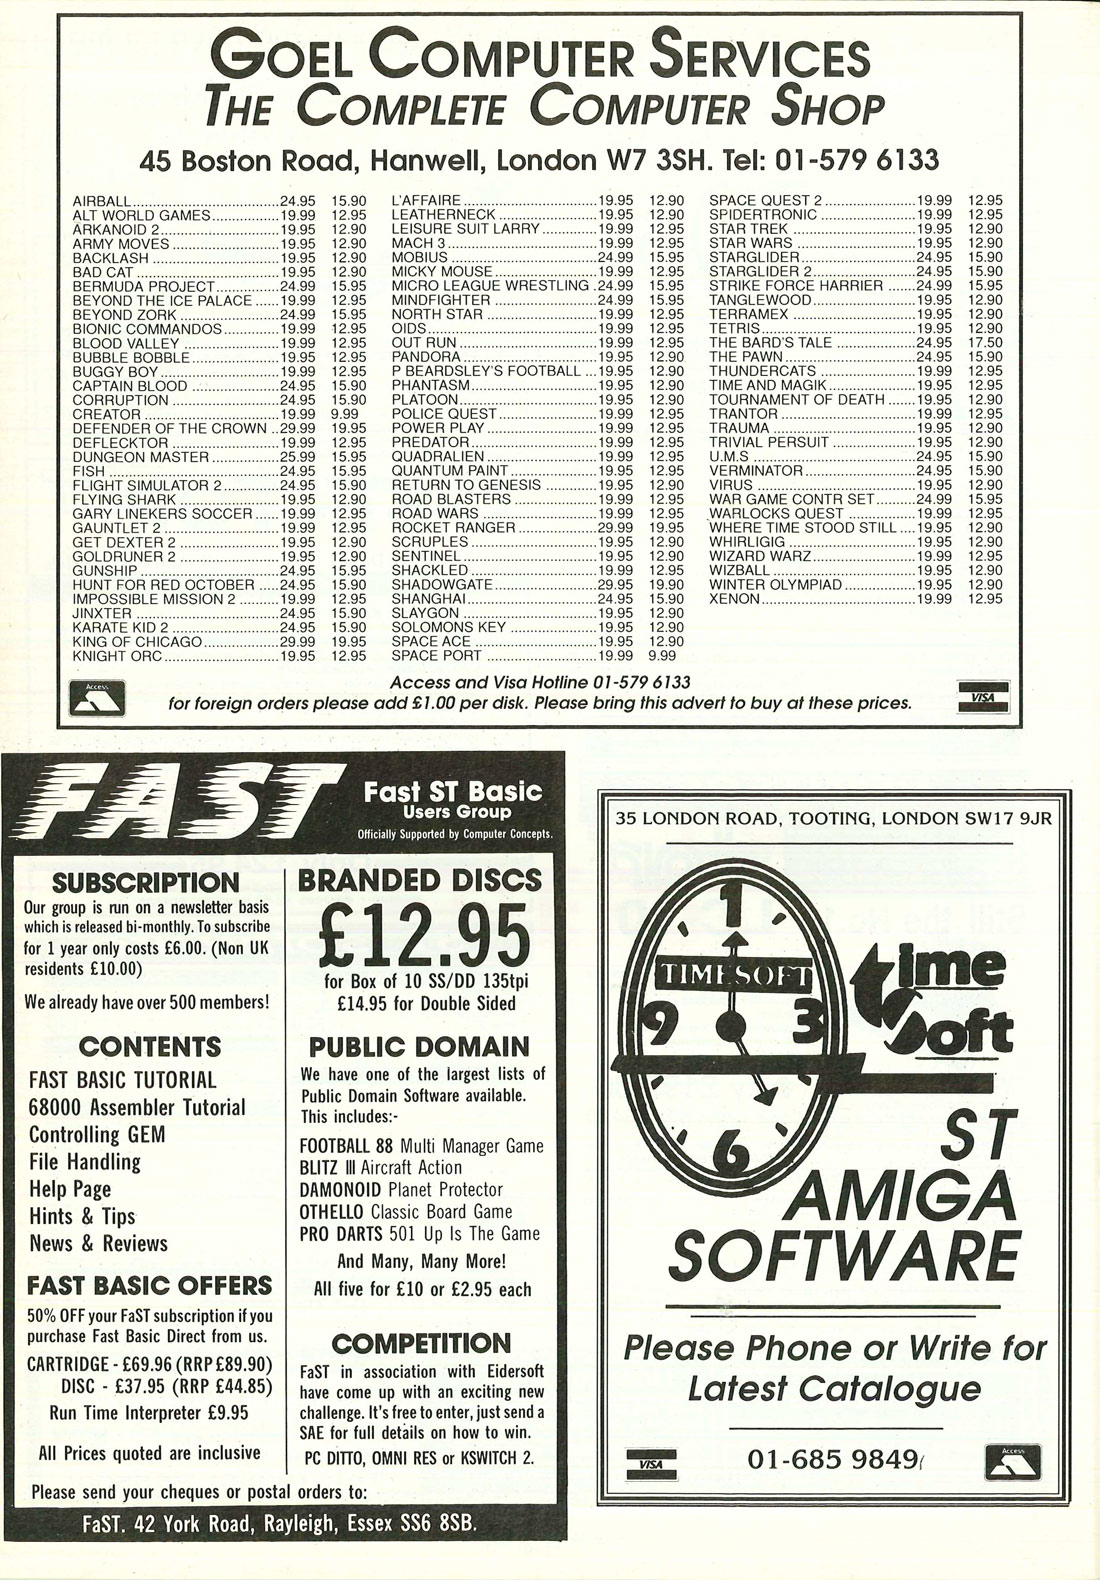 GOEL COMPUTER SERVICES
THE COMPLETE COMPUTER SHOP
45 Boston Road, Hanwell, London W7 3SH. Tel: 01-579 6133
AIRBALL 24.95 15.90
ALT WORLD GAMES 19.99 12.95
ARKANOID 2 19.95 12.90
ARMY MOVES 19.95 12.90
BACKLASH 19.95 12.90
BAD CAT 19.95 12.90
BERMUDA PROJECT 24.99 15.95
BEYOND THE ICE PALACE 19.99 12.95
BEYOND ZORK 24.99 15.95
BIONIC COMMANDOS 19.99 12.95
BLOOD VALLEY 19.99 12.95
BUBBLE BOBBLE 19.95 12.95
BUGGY BOY 19.99 12.95
CAPTAIN BLOOD 24.95 15.90
CORRUPTION 24.95 15.90
CREATOR 19.99 9.99
DEFENDER OF THE CROWN 29.99 19.95
DEFLECKTOR 19.99 12.95
DUNGEON MASTER 25.99 15.95
FISH 24.95 15.95
FLIGHT SIMULATOR 2 24.95 15.95
FLYING SHARK 19.95 12.90
GARY LINEKERS SOCCER 19.99 12.95
GAUNTLET 2 19.95 12.95
GET DEXTER 2 19.95 12.90
GOLDRUNER 2 19.95 12.90
GUNSHIP 24.95 15.95
HUNT FOR RED OCTOBER 24.95 15.90
IMPOSSIBLE MISSION 2 19.99 12.95
JINXTER 24.95 15.90
KARATE KID 2 24.95 15.90
KING OF CHICAGO 29.99 19.95
KNIGHT ORC 19.95 12.95
L'AFFAIRE 19.95 12.90
LEATHERNECK 19.95 12.90
LEISURE SUIT LARRY 19.99 12.95
MACH 3 19.99 12.95
MOBIUS 24.99 15.95
MICKY MOUSE 19.99 12.95
MICRO LEAGUE WRESTLING 24.99 15.95
MINDFIGHTER 24.99 15.95
NORTH STAR 19.99 12.95
OIDS 19.99 12.95
OUT RUN 19.99 12.95
PANDORA 19.95 12.90
P BEARDSLEY'S FOOTBALL 19.95 12.90
PHANTASM 19.95 12.90
PLATOON 19.95 12.90
POLICE QUEST 19.99 12.95
POWER PLAY 19.99 12.95
PREDATOR 19.99 12.95
QUADRALIEN 19.99 12.95
QUANTUM PAINT 19.95 12.90
RETURN TO GENESIS 19.95 12.90
ROAD BLASTERS 19.99 12.95
ROAD WARS 19.99 12.95
ROCKET RANGER 29.99 19.95
SCRUPLES 19.95 12.90
SENTINEL 19.95 12.90
SHACKLED 19.99 12.95
SHADOWGATE 29.95 19.90
SHANGHAI 24.95 15.90
SLAYGON 19.95 12.90
SOLOMONS KEY 19.95 12.90
SPACE ACE 19.95 12.90
SPACE PORT 19.99 9.99
SPACE QUEST 2 19.99 12.95
SPIDERTRONIC 19.99 12.95
STAR TREK 19.95 12.90
STAR WARS 19.95 12.90
STARGLIDER 24.95 15.90
STARGLIDER 2 24.95 15.90
STRIKE FORCE HARRIER 24.99 15.95
TANGLEWOOD 19.95 12.90
TERRAMEX 19.95 12.90
TETRIS 19.95 12.90
THE BARD'S TALE 24.95 17.50
THE PAWN 24.95 15.90
THUNDERCATS 19.99 12.95
TIME AND MAGIK 19.95 12.90
TOURNAMENT OF DEATH 19.95 12.90
TRANTOR 19.99 12.95
TRAUMA 19.95 12.90
TRIVIAL PERSUIT 19.95 12.90
U.M.S 24.95 15.90
VERMINATOR 24.95 15.90
VIRUS 19.95 12.90
WAR GAME CONTR SET 24.99 15.95
WARLOCKS QUEST 19.99 12.95
WHERE TIME STOOD STILL 19.95 12.90
WHIRLIGIG 19.95 12.90
WIZARD WARZ 19.99 12.95
WIZBALL 19.95 12.90
WINTER OLYMPIAD 19.95 12.90
XENON 19.99 12.95
Access and Visa Hotline 01-579 6133
for foreign orders please add £1.00 per disk. Please bring this advert to buy at these prices.
Access
VISA
FAST
Fast ST Basic
Users Group
Officially Supported by Computer Concepts.
SUBSCRIPTION
Our group is run on a newsletter basis
which is released bi-monthly. To subscribe
for 1 year only costs £6.00. (Non UK
residents £10.00)
We already have over 500 members!
CONTENTS
FAST BASIC TUTORIAL
68000 Assembler Tutorial
Controlling GEM
File Handling
Help Page
Hints & Tips
News & Reviews
FAST BASIC OFFERS
50% OFF your FaST subscription if you
purchase Fast Basic Direct from us.
CARTRIDGE - £69.96 (RRP £89.90)
DISC - £37.95 (RRP £44.85)
Run Time Interpreter £9.95
All Prices quoted are inclusive
BRANDED DISCS
£12.95
for Box of 10 SS/DD 135tpi
£14.95 for Double Sided
PUBLIC DOMAIN
We have one of the largest lists of
Public Domain Software available.
This includes:-
FOOTBALL 88 Multi Manager Game
BLITZ III Aircraft Action
DAMONOID Planet Protector
OTHELLO Classic Board Game
PRO DARTS 501 Up Is The Game
And Many, Many More!
All five for £10 or £2.95 each
COMPETITION
FaST in association with Eidersoft
have come up with an exciting new
challenge. It's free to enter, just send a
SAE for full details on how to win.
PC DITTO, OMNI RES or KSWITCH 2.
Please send your cheques or postal orders to:
FaST. 42 York Road, Rayleigh, Essex SS6 8SB.
35 LONDON ROAD, TOOTING, LONDON SW17 9JR
1
TIMESOFT
9 3
6
time
Soft
ST
AMIGA
SOFTWARE
Please Phone or Write for
Latest Catalogue
01-685 9849
VISA
Access